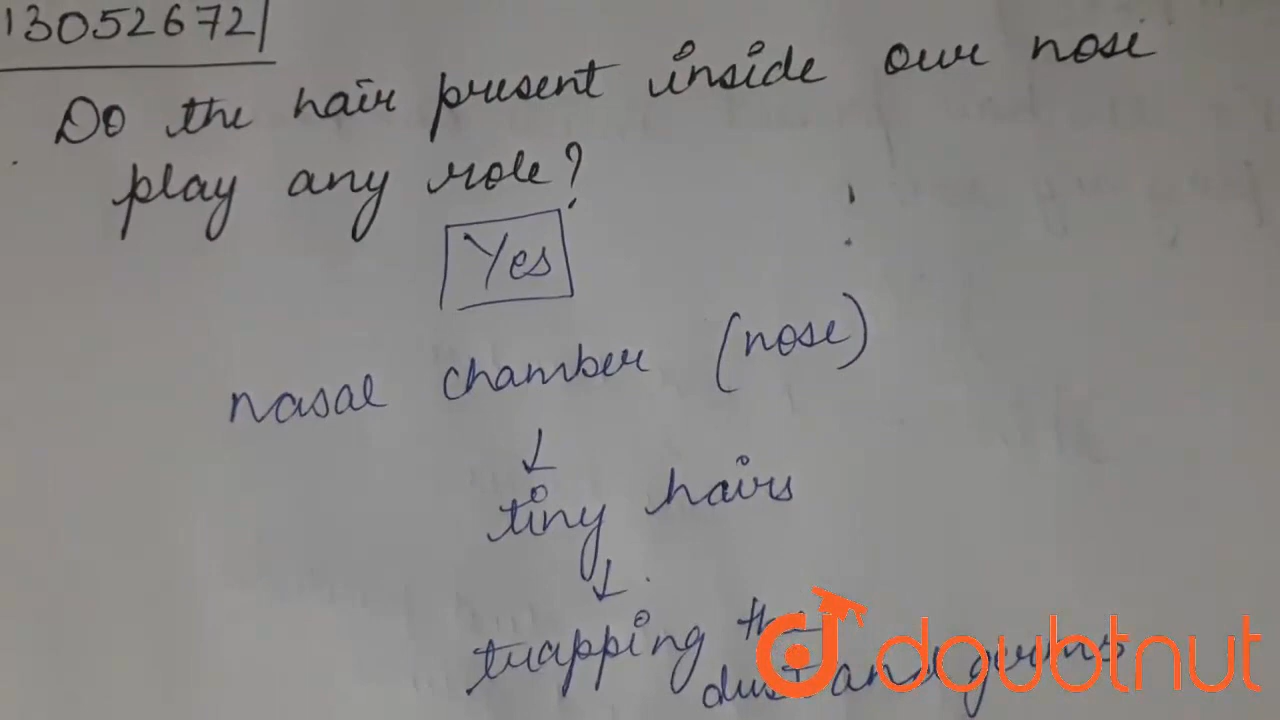 13052672
Do the hair present inside our nose
play any role?
Yes
nasal chamber (nose)
↓
tiny hairs
↓
trapping the
dust and germs
doubtnut